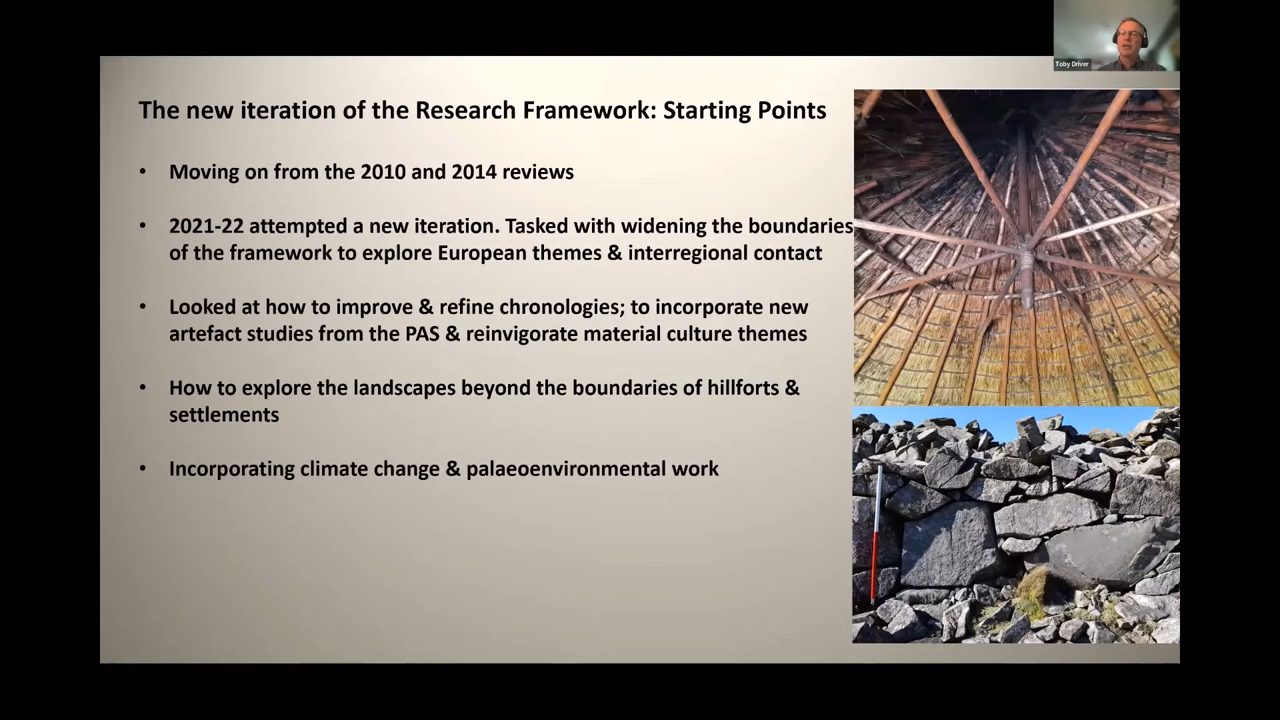 Toby Driver
The new iteration of the Research Framework: Starting Points
• Moving on from the 2010 and 2014 reviews
• 2021-22 attempted a new iteration. Tasked with widening the boundaries
of the framework to explore European themes & interregional contact
• Looked at how to improve & refine chronologies; to incorporate new
artefact studies from the PAS & reinvigorate material culture themes
• How to explore the landscapes beyond the boundaries of hillforts &
settlements
• Incorporating climate change & palaeoenvironmental work